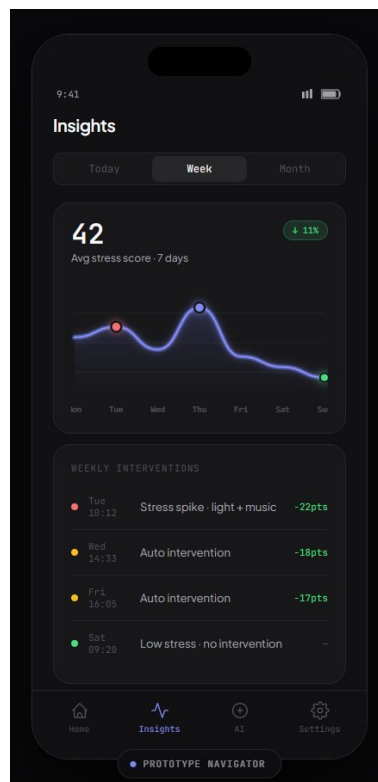 9:41
Insights
Today Week Month
42
↓ 11%
Avg stress score · 7 days
Mon Tue Wed Thu Fri Sat Su
WEEKLY INTERVENTIONS
Tue
18:12
Stress spike · light + music
-22pts
Wed
14:33
Auto intervention
-18pts
Fri
16:05
Auto intervention
-17pts
Sat
09:20
Low stress · no intervention
—
Home Insights AI Settings
PROTOTYPE NAVIGATOR